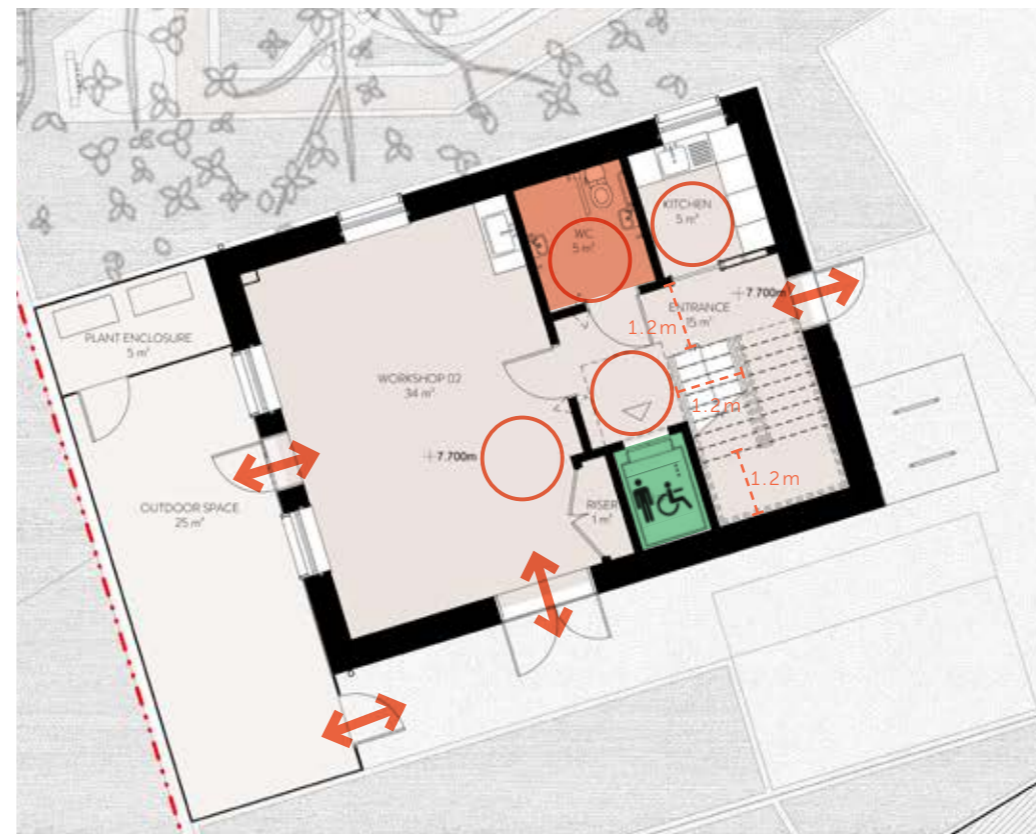 KITCHEN
5 m²
WC
5 m²
+7.700m
ENTRANCE
15 m²
1.2m
PLANT ENCLOSURE
5 m²
WORKSHOP 02
34 m²
1.2m
+7.700m
1.2m
OUTDOOR SPACE
25 m²
RISER
1 m²